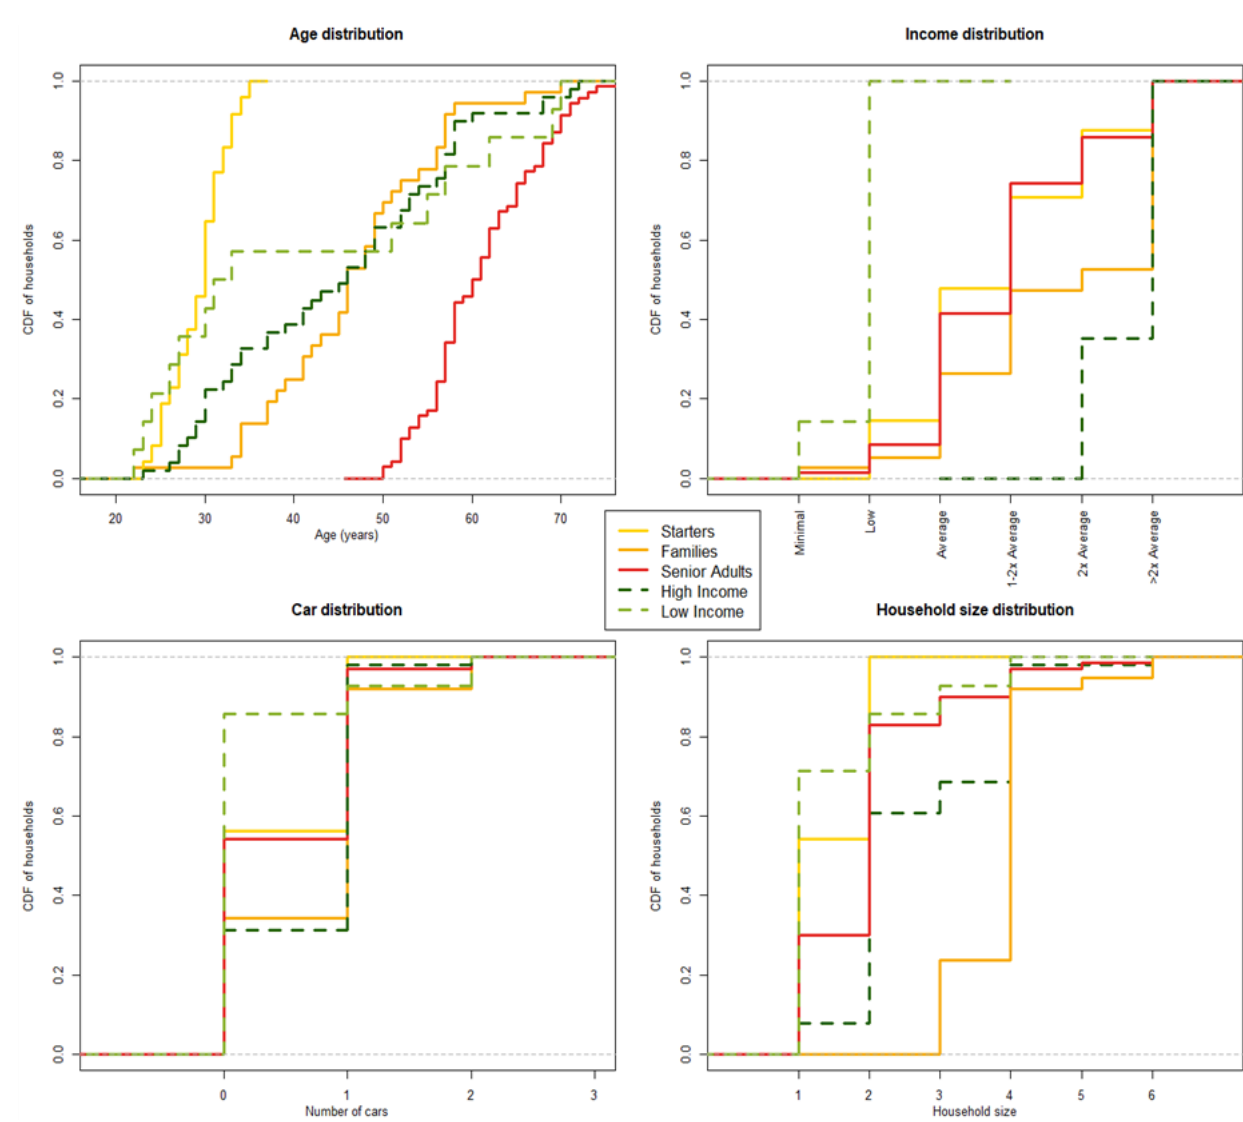 Age distribution
CDF of households
0.0 0.2 0.4 0.6 0.8 1.0
20 30 40 50 60 70
Age (years)
Income distribution
CDF of households
0.0 0.2 0.4 0.6 0.8 1.0
Minimal
Low
Average
1-2x Average
2x Average
>2x Average
Starters
Families
Senior Adults
High Income
Low Income
Car distribution
CDF of households
0.0 0.2 0.4 0.6 0.8 1.0
0 1 2 3
Number of cars
Household size distribution
CDF of households
0.0 0.2 0.4 0.6 0.8 1.0
1 2 3 4 5 6
Household size